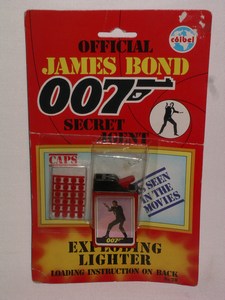 OFFICIAL
JAMES BOND
007
SECRET
AGENT
CAPS
AS SEEN
IN THE
MOVIES
007
EXPLODING
LIGHTER
LOADING INSTRUCTION ON BACK